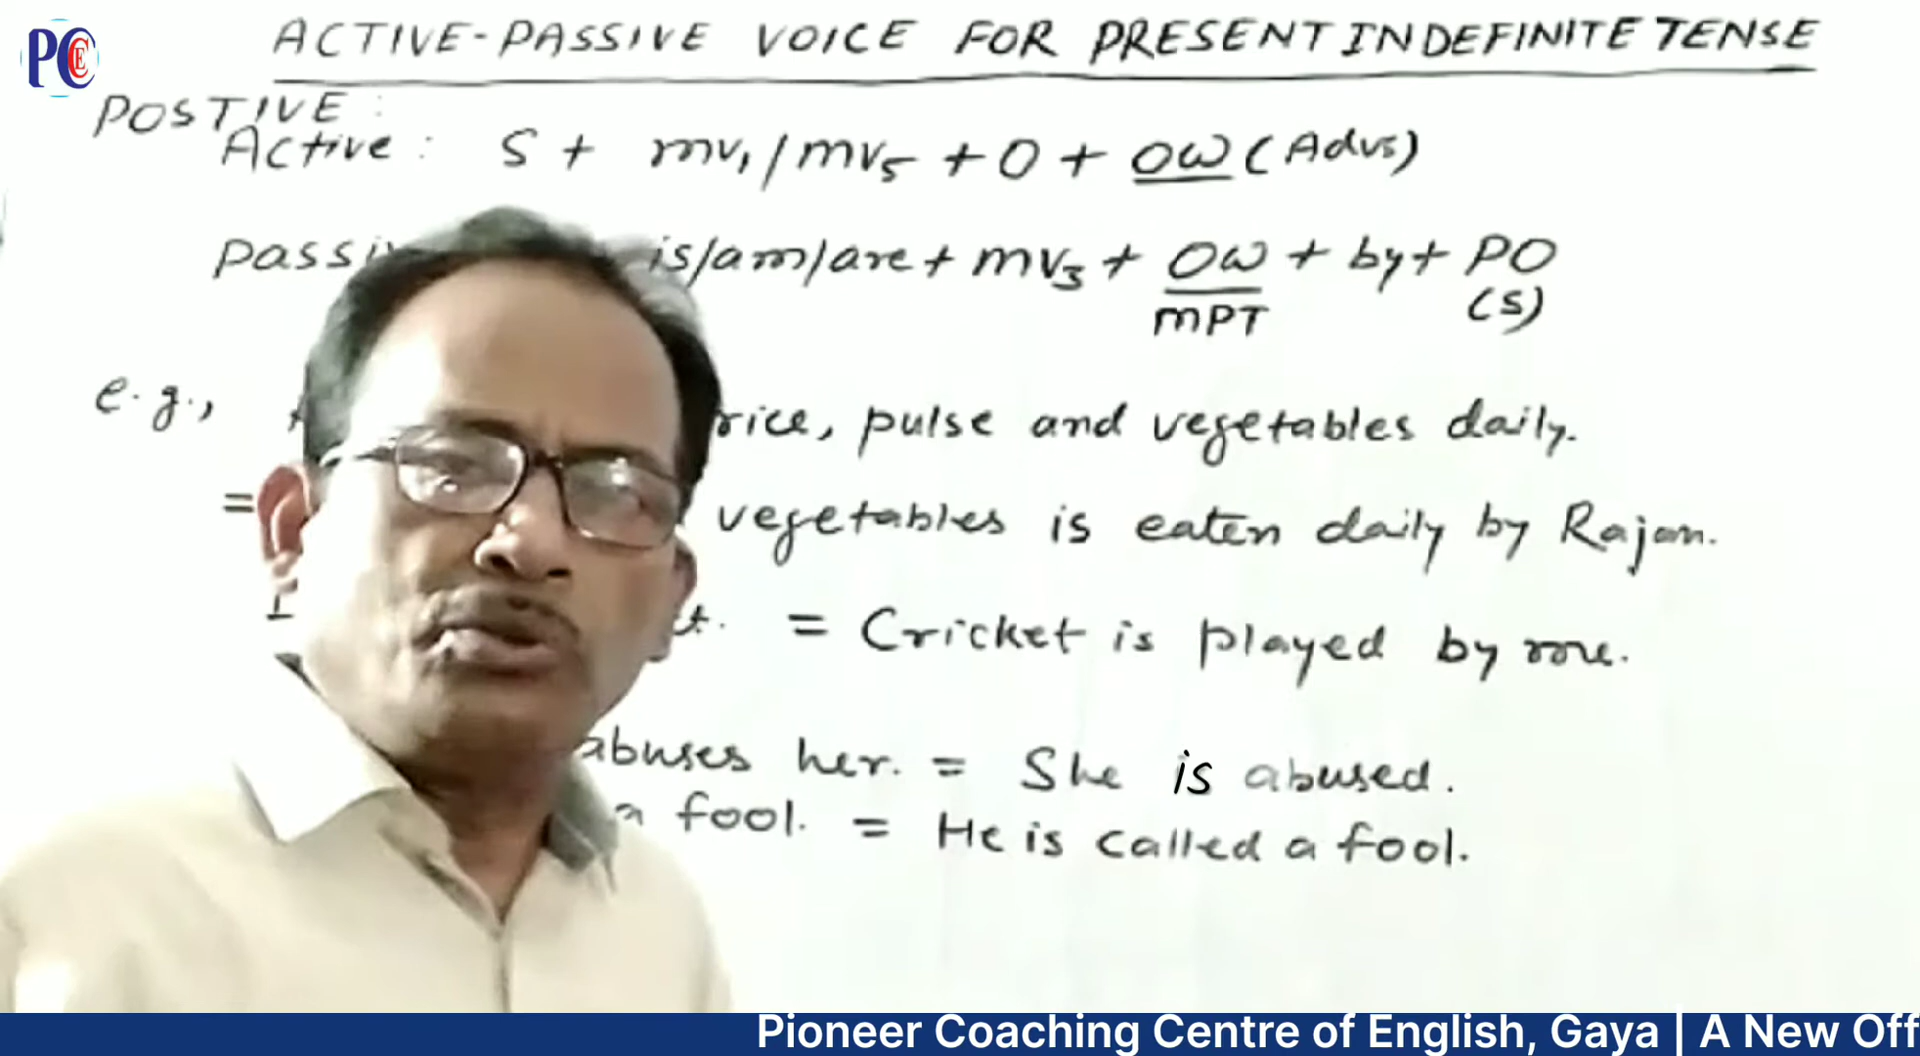 PCCE
ACTIVE-PASSIVE VOICE FOR PRESENT INDEFINITE TENSE
POSTIVE :
Active : S + mv1/mv5 + O + OW (Advs)
passi is/am/are + mv3 + OW + by + PO
MPT (S)
e.g., rice, pulse and vegetables daily.
= vegetables is eaten daily by Rajan.
I t. = Cricket is played by me.
abuses her. = She is abused.
a fool. = He is called a fool.
Pioneer Coaching Centre of English, Gaya | A New Off